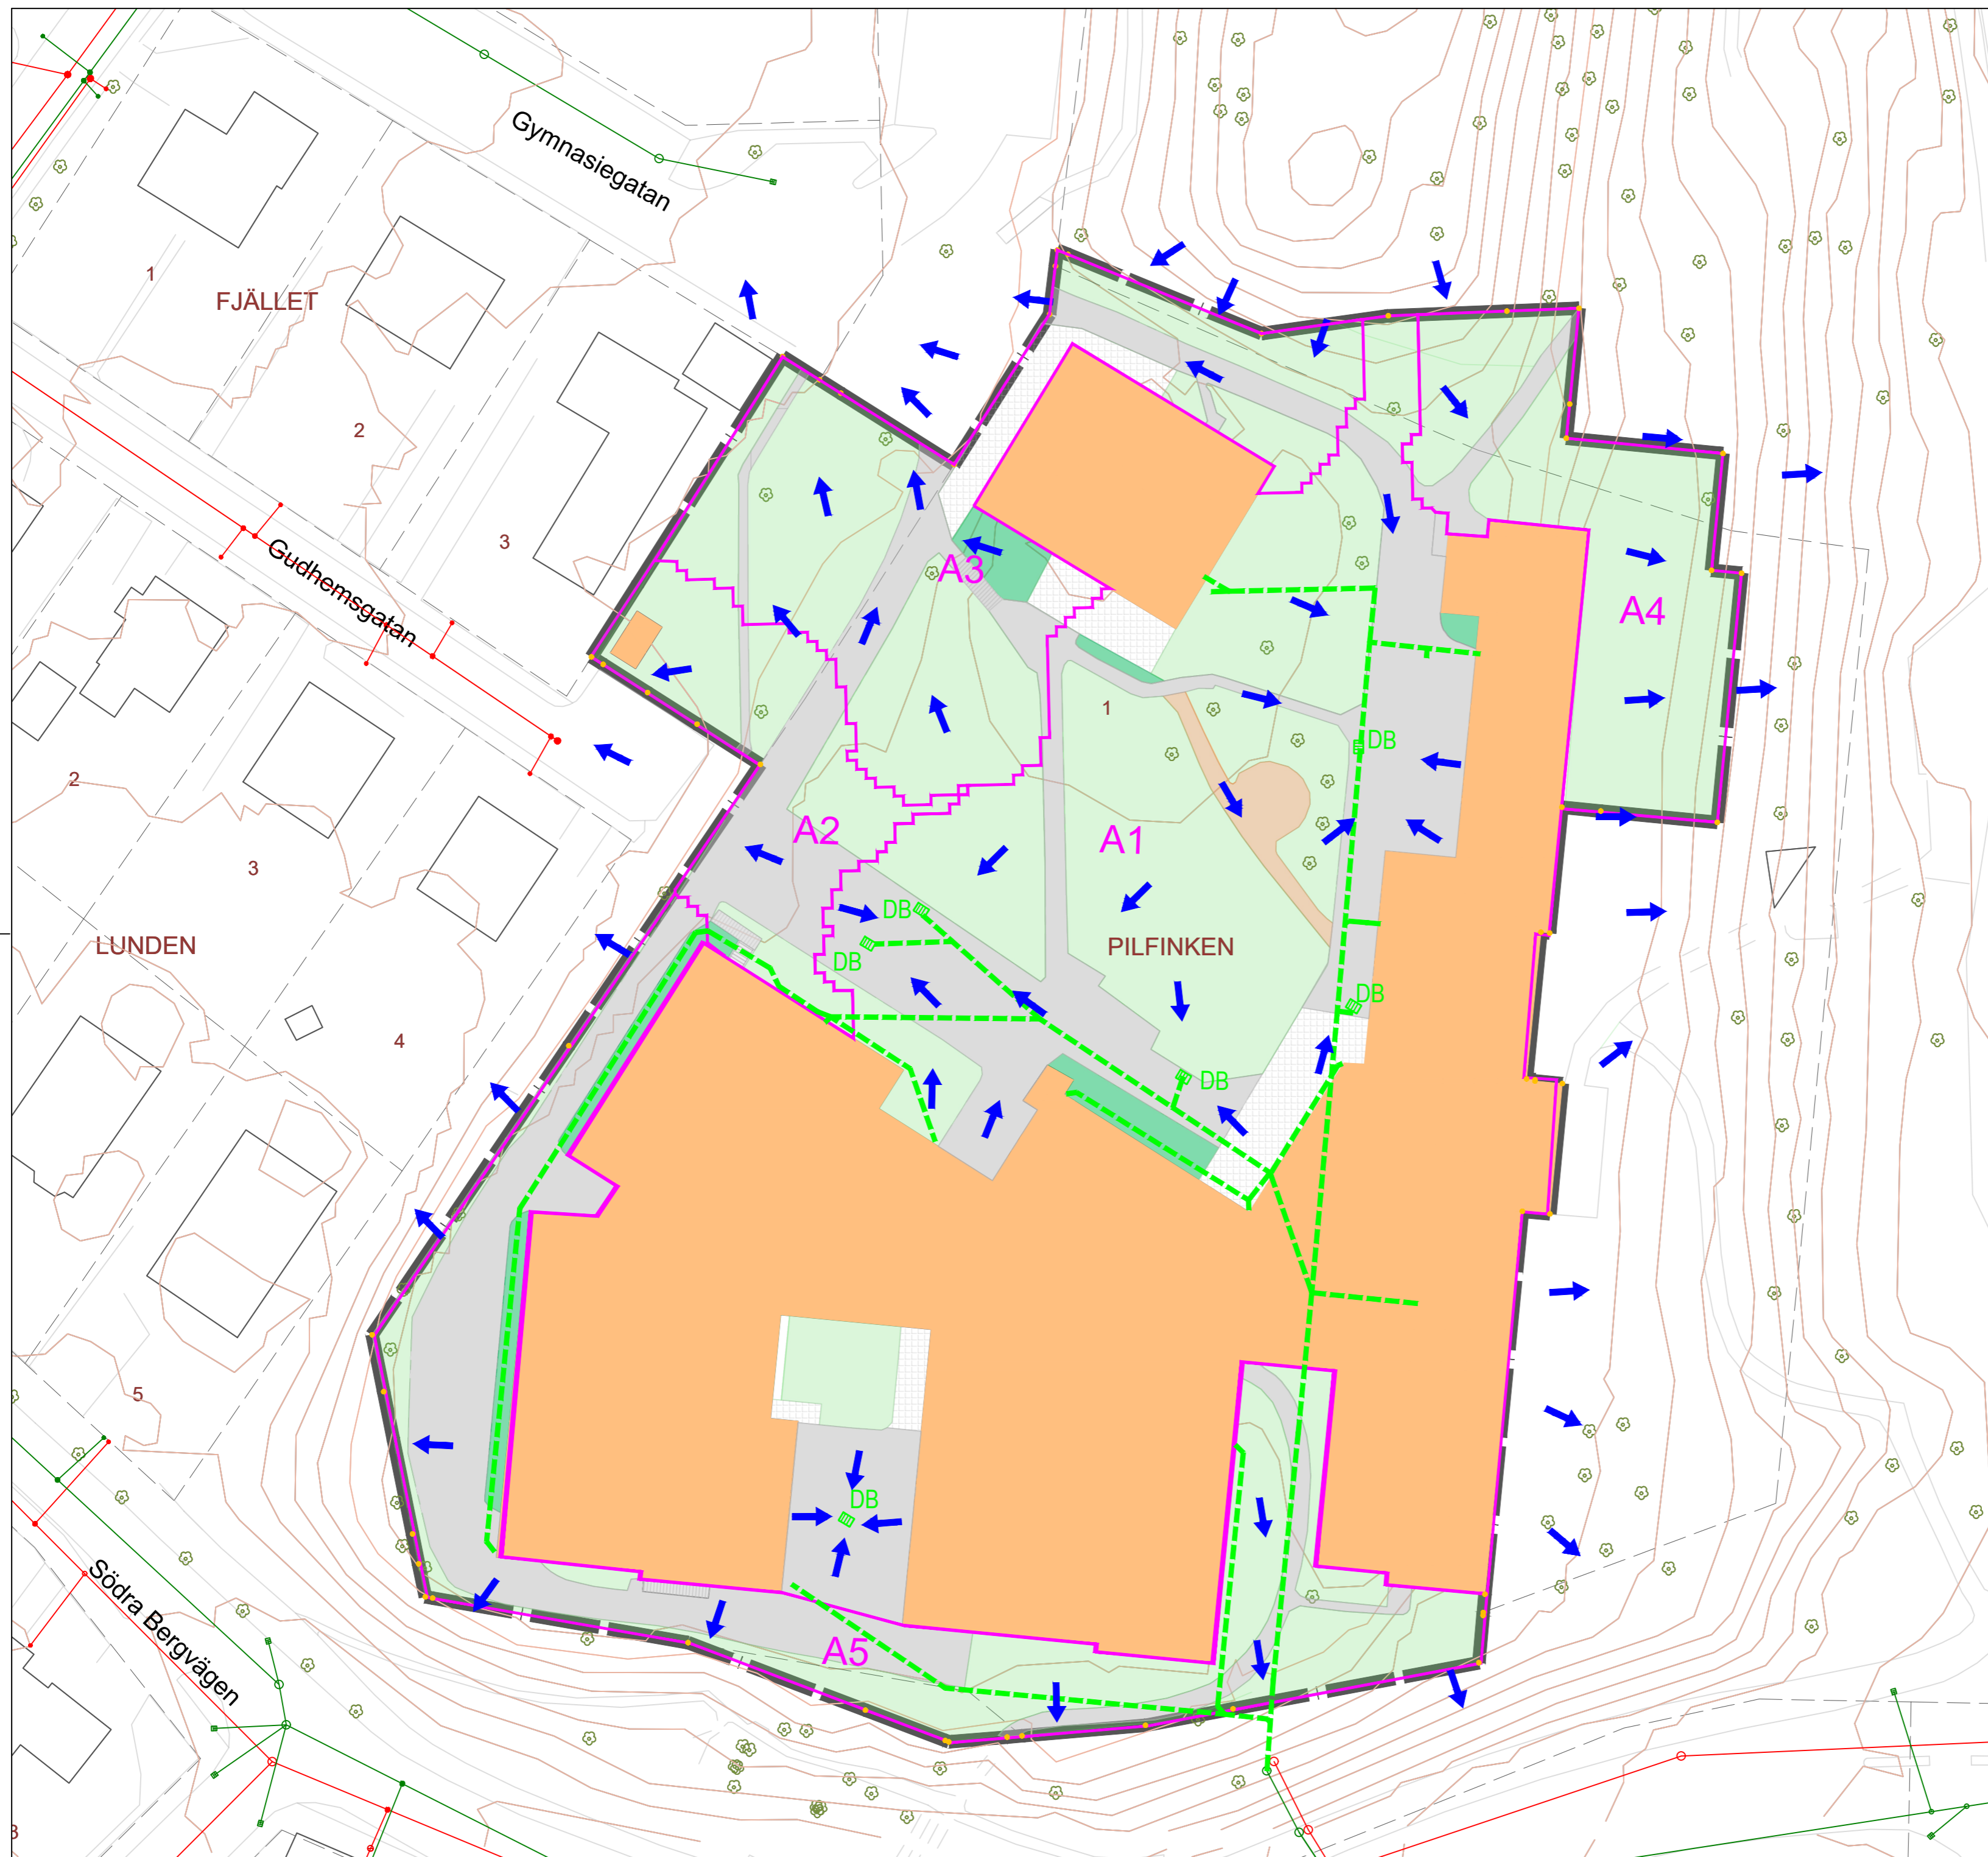 Gymnasiegatan
1
FJÄLLET
2
3
Gudhemsgatan
A3
A4
1
DB
2
3
A2
A1
DB
LUNDEN
PILFINKEN
DB
DB
4
DB
5
DB
Södra Bergvägen
A5